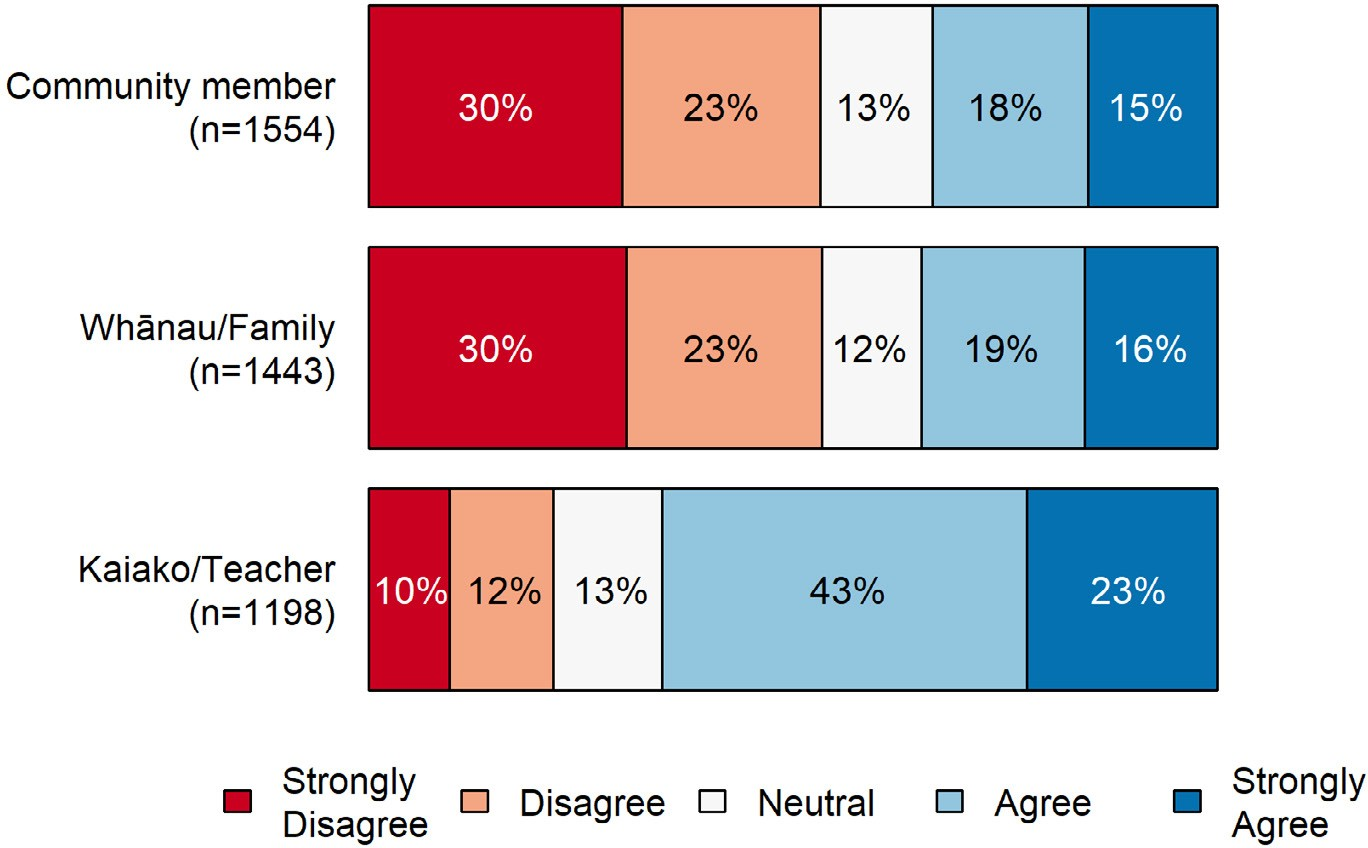 Community member
(n=1554)
30% 23% 13% 18% 15%
Whānau/Family
(n=1443)
30% 23% 12% 19% 16%
Kaiako/Teacher
(n=1198)
10% 12% 13% 43% 23%
Strongly
Disagree
Disagree
Neutral
Agree
Strongly
Agree